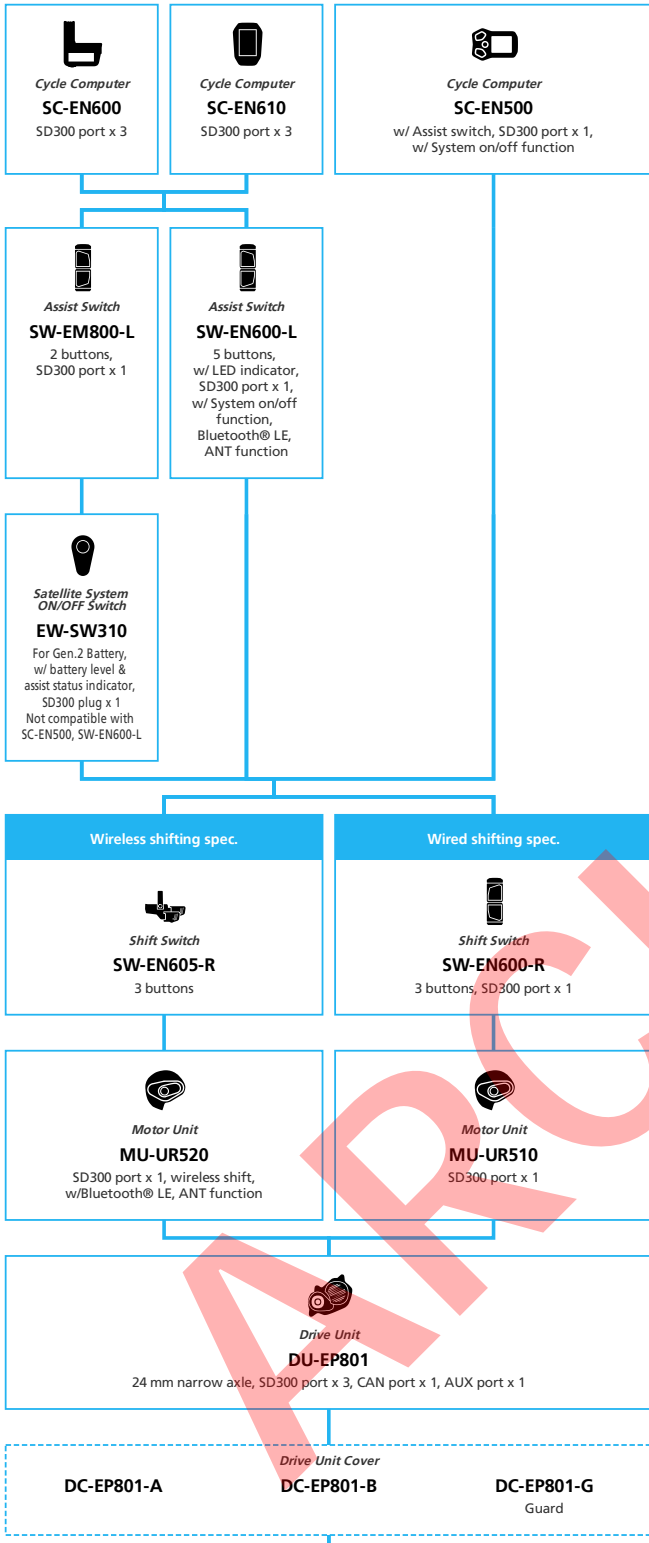 Cycle Computer
SC-EN600
SD300 port x 3
Cycle Computer
SC-EN610
SD300 port x 3
Cycle Computer
SC-EN500
w/ Assist switch, SD300 port x 1,
w/ System on/off function
Assist Switch
SW-EM800-L
2 buttons,
SD300 port x 1
Assist Switch
SW-EN600-L
5 buttons,
w/ LED indicator,
SD300 port x 1,
w/ System on/off
function,
Bluetooth® LE,
ANT function
Satellite System
ON/OFF Switch
EW-SW310
For Gen.2 Battery,
w/ battery level &
assist status indicator,
SD300 plug x 1
Not compatible with
SC-EN500, SW-EN600-L
Wireless shifting spec.
Shift Switch
SW-EN605-R
3 buttons
Wired shifting spec.
Shift Switch
SW-EN600-R
3 buttons, SD300 port x 1
Motor Unit
MU-UR520
SD300 port x 1, wireless shift,
w/Bluetooth® LE, ANT function
Motor Unit
MU-UR510
SD300 port x 1
Drive Unit
DU-EP801
24 mm narrow axle, SD300 port x 3, CAN port x 1, AUX port x 1
Drive Unit Cover
DC-EP801-A
DC-EP801-B
DC-EP801-G
Guard